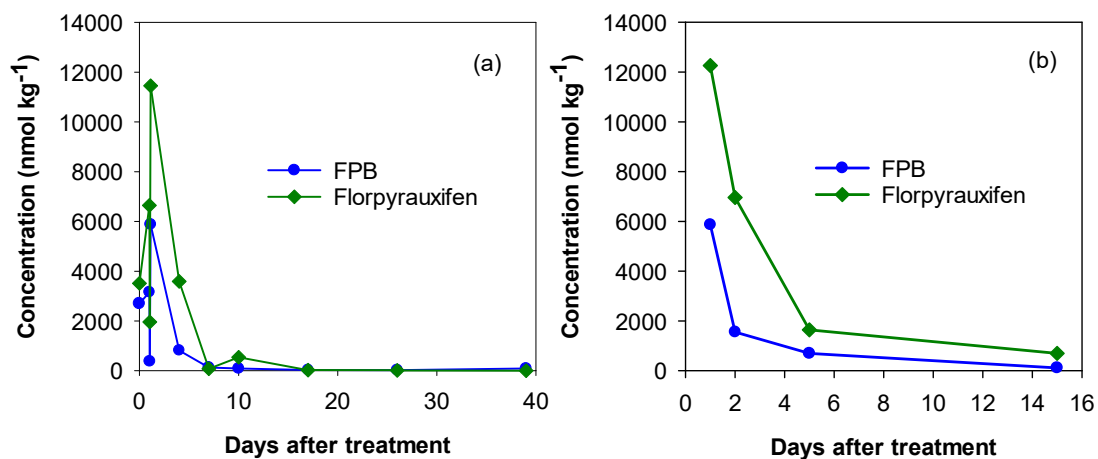 14000
12000
10000
8000
6000
4000
2000
0
Concentration (nmol kg⁻¹)
(a)
FPB
Florpyrauxifen
0 10 20 30 40
Days after treatment
14000
12000
10000
8000
6000
4000
2000
0
Concentration (nmol kg⁻¹)
(b)
FPB
Florpyrauxifen
0 2 4 6 8 10 12 14 16
Days after treatment